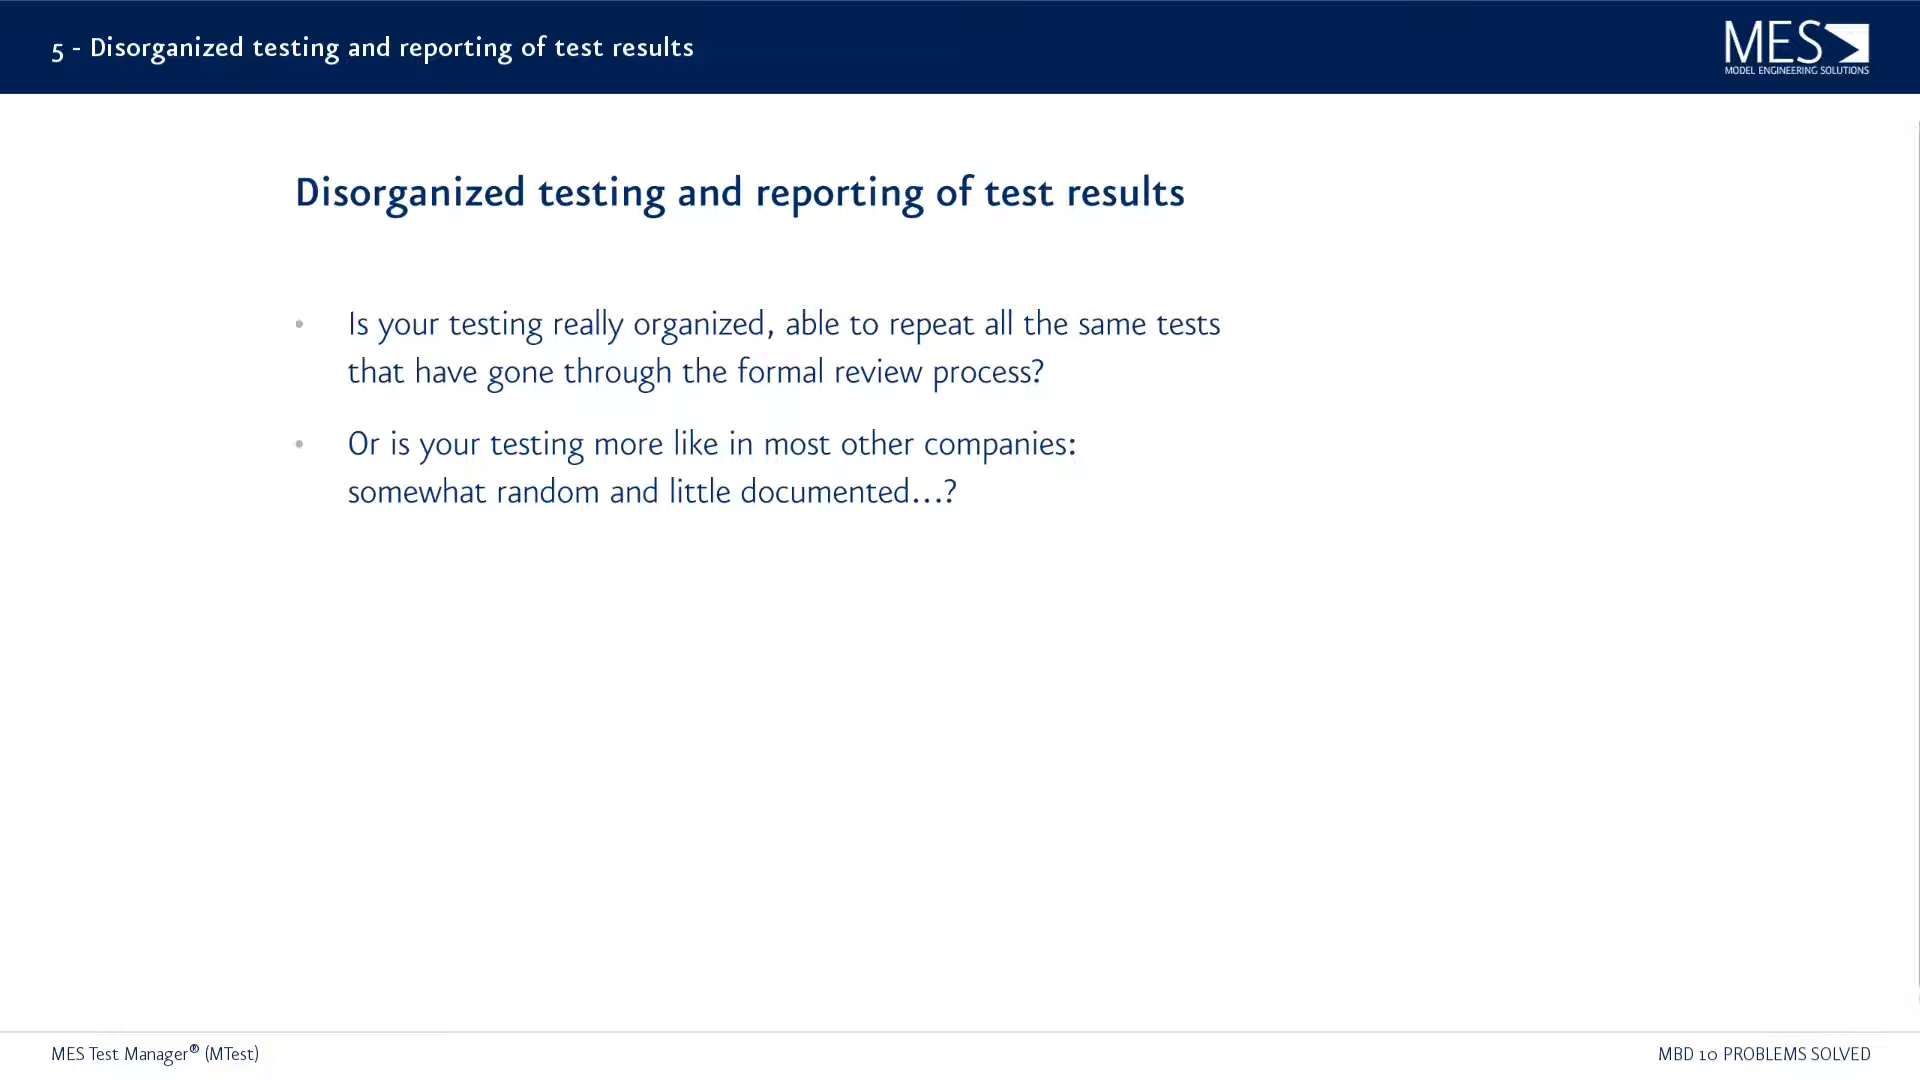 5 - Disorganized testing and reporting of test results
MES
MODEL ENGINEERING SOLUTIONS
Disorganized testing and reporting of test results
• Is your testing really organized, able to repeat all the same tests
that have gone through the formal review process?
• Or is your testing more like in most other companies:
somewhat random and little documented...?
MES Test Manager® (MTest)
MBD 10 PROBLEMS SOLVED